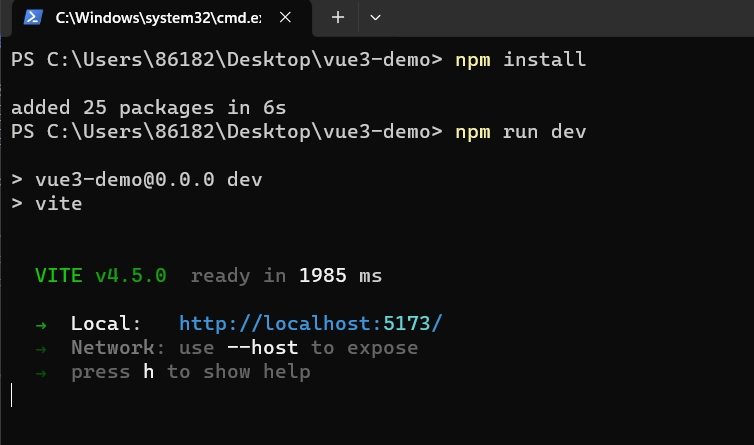 C:\Windows\system32\cmd.e
PS C:\Users\86182\Desktop\vue3-demo> npm install
added 25 packages in 6s
PS C:\Users\86182\Desktop\vue3-demo> npm run dev
> vue3-demo@0.0.0 dev
> vite
VITE v4.5.0  ready in 1985 ms
➜  Local:   http://localhost:5173/
➜  Network: use --host to expose
➜  press h to show help